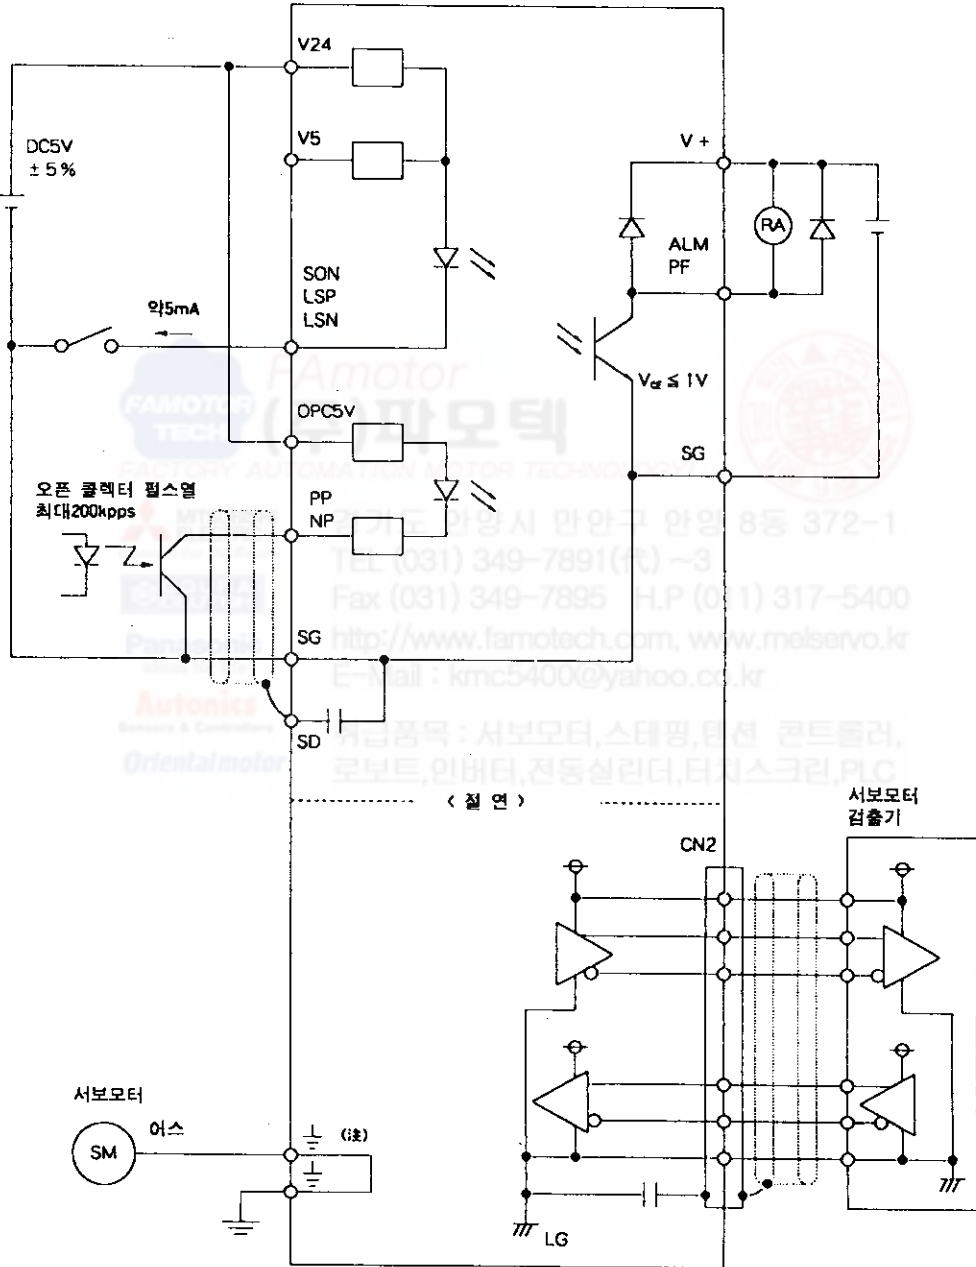 V24
DC5V
±5%
V5
V+
RA
ALM
PF
SON
LSP
LSN
약5mA
FAmotor
FAMOTOR
TECH
(주)파모텍
V CE ≤ 1V
OPC5V
SG
FACTORY AUTOMATION MOTOR TECHNOLOGY
오픈 콜렉터 펄스열
최대200kpps
PP
NP
경기도 안양시 만안구 안양 8동 372-1
TEL (031) 349-7891(代) ~3
Fax (031) 349-7895 H.P (011) 317-5400
Panasonic
SG
http://www.famotech.com, www.melservo.kr
E-Mail : kmc5400@yahoo.co.kr
Autonics
Sensors & Controllers
SD
취급품목 : 서보모터,스테핑,텐션 콘트롤러,
Orientalmotor
로보트,인버터,전동실린더,터치스크린,PLC
< 절 연 >
서보모터
검출기
CN2
서보모터
SM
어스
(注)
LG